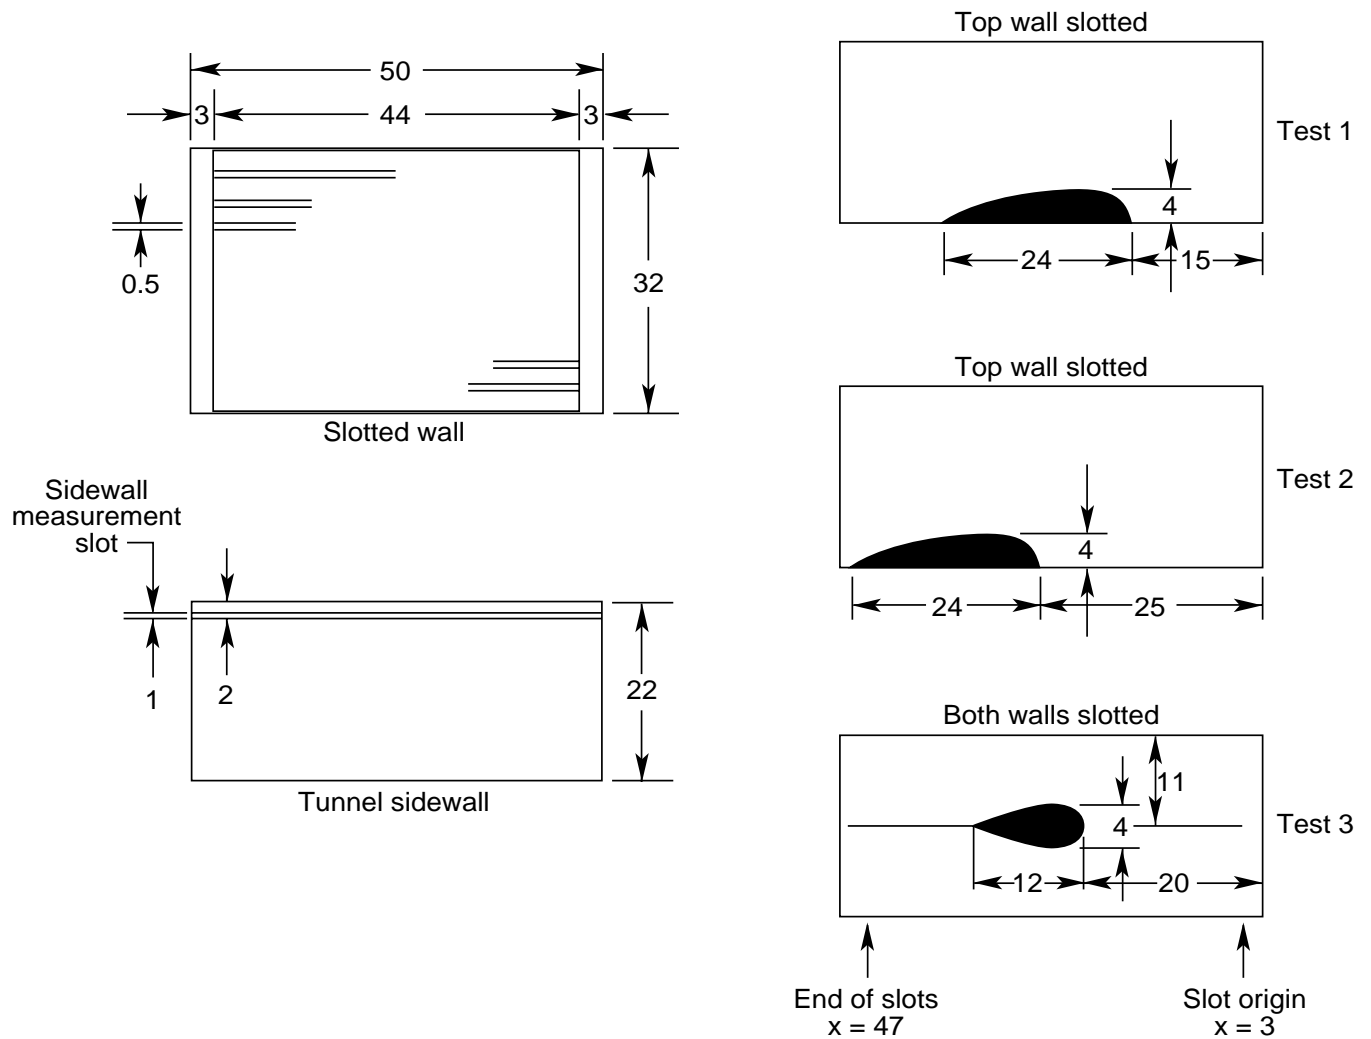 50
3
44
3
0.5
32
Slotted wall
Sidewall
measurement
slot
1
2
22
Tunnel sidewall
Top wall slotted
Test 1
4
24
15
Top wall slotted
Test 2
4
24
25
Both walls slotted
11
4
Test 3
12
20
End of slots
x = 47
Slot origin
x = 3